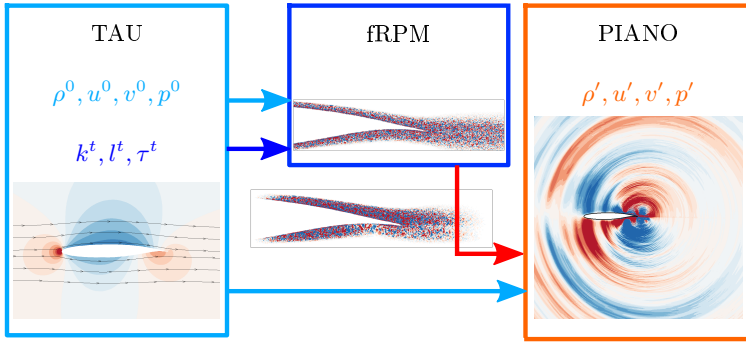 TAU
ρ⁰, u⁰, v⁰, p⁰
kᵗ, lᵗ, τᵗ
fRPM
PIANO
ρ′, u′, v′, p′